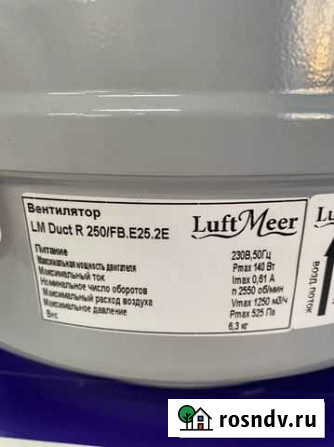 Вентилятор
LM Duct R 250/FB.E25.2E
LuftMeer
Питание 230В,50Гц
Максимальная мощность двигателя Pmax 140 Вт
Максимальный ток Imax 0,61 А
Номинальное число оборотов n 2550 об/мин
Максимальный расход воздуха Vmax 1250 м3/ч
Максимальное давление Pmax 525 Па
Вес 6,3 кг
Lu
ВОЗД. ПОТОК
rosndv.ru